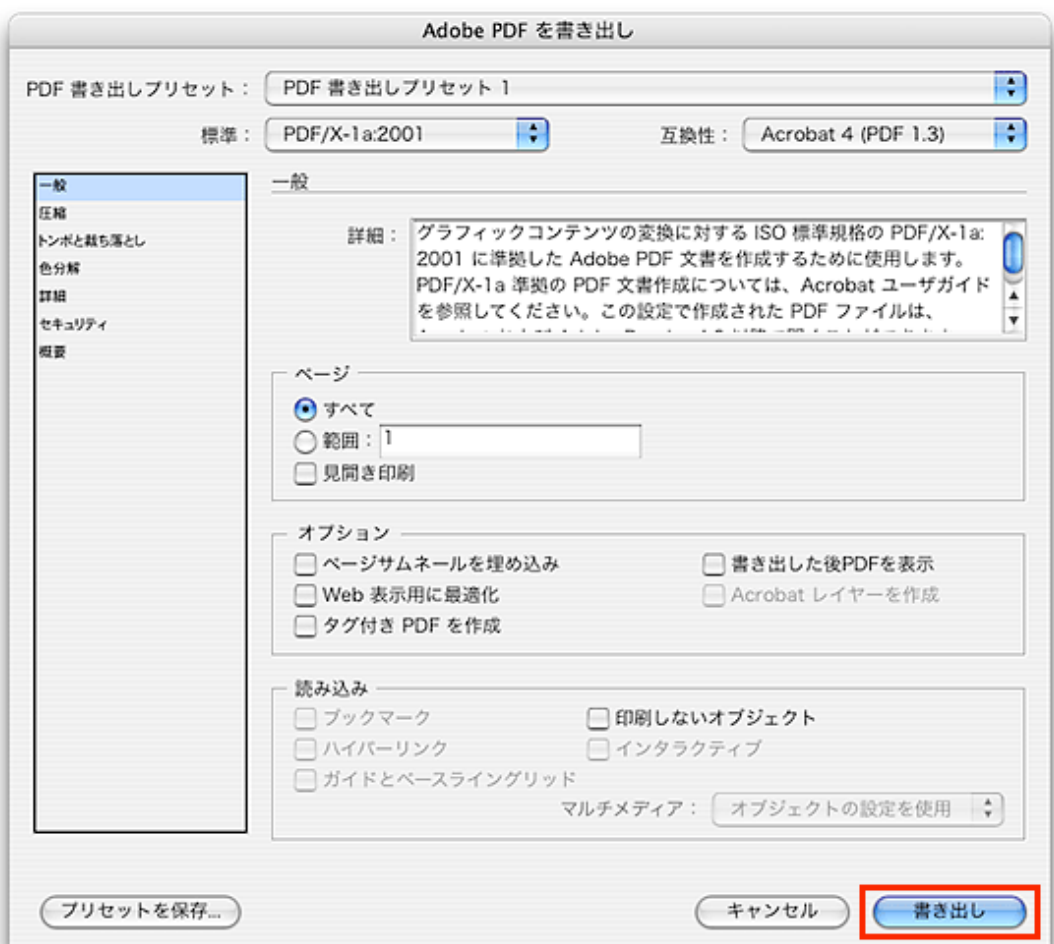 Adobe PDF を書き出し
PDF 書き出しプリセット： PDF 書き出しプリセット 1
標準： PDF/X-1a:2001 互換性： Acrobat 4 (PDF 1.3)
一般
圧縮
トンボと裁ち落とし
色分解
詳細
セキュリティ
概要
一般
詳細： グラフィックコンテンツの変換に対する ISO 標準規格の PDF/X-1a:
2001 に準拠した Adobe PDF 文書を作成するために使用します。
PDF/X-1a 準拠の PDF 文書作成については、Acrobat ユーザガイド
を参照してください。この設定で作成された PDF ファイルは、
ページ
すべて
範囲： 1
見開き印刷
オプション
ページサムネールを埋め込み 書き出した後PDFを表示
Web 表示用に最適化 Acrobat レイヤーを作成
タグ付き PDF を作成
読み込み
ブックマーク 印刷しないオブジェクト
ハイパーリンク インタラクティブ
ガイドとベースライングリッド
マルチメディア： オブジェクトの設定を使用
プリセットを保存... キャンセル 書き出し